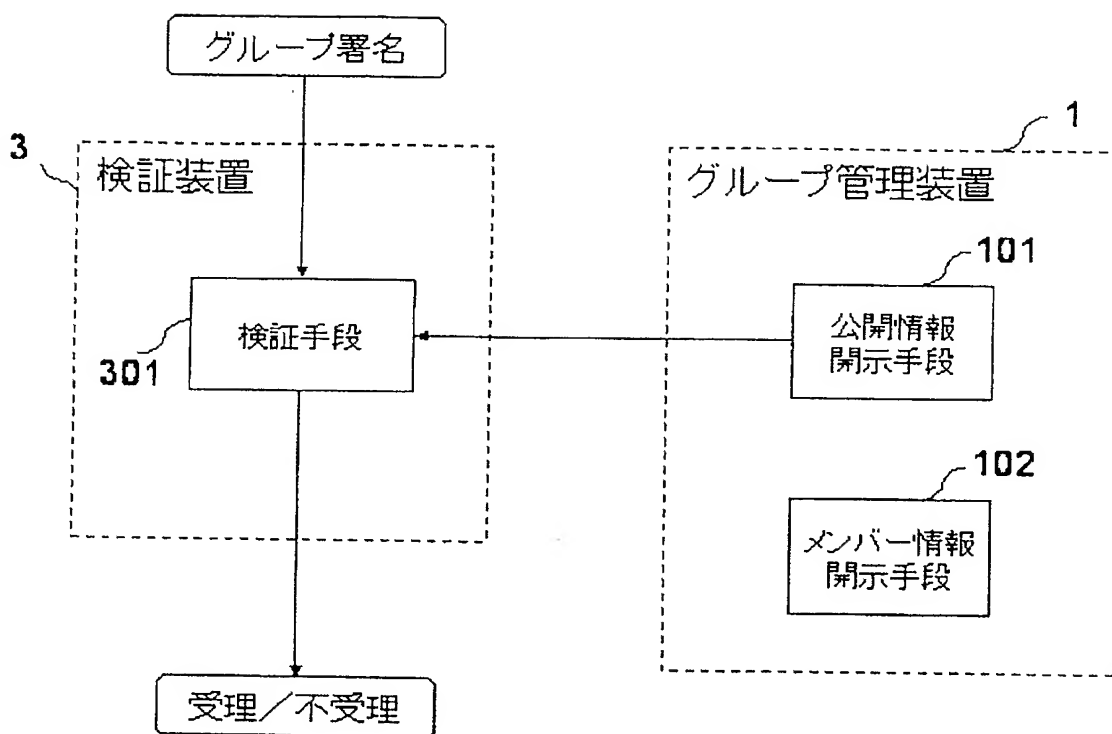 グループ署名
3
検証装置
301
検証手段
受理／不受理
1
グループ管理装置
101
公開情報
開示手段
102
メンバー情報
開示手段